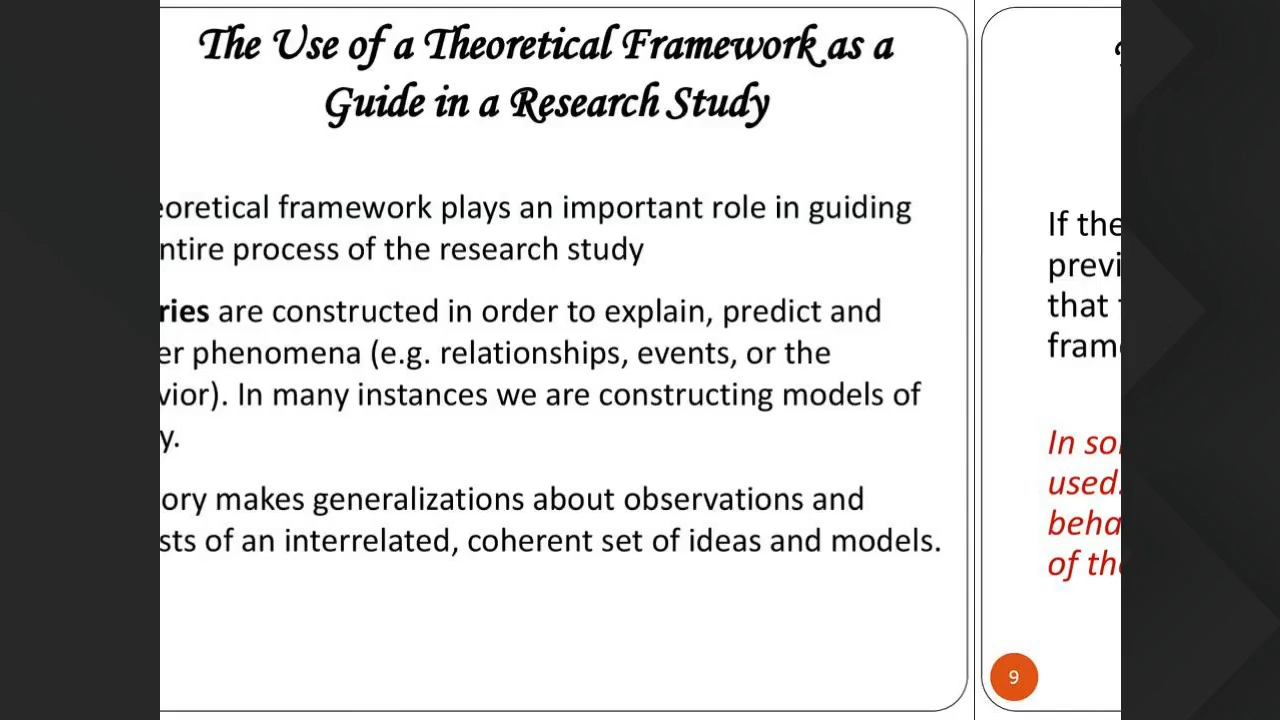 The Use of a Theoretical Framework as a
Guide in a Research Study
eoretical framework plays an important role in guiding
ntire process of the research study
ries are constructed in order to explain, predict and
er phenomena (e.g. relationships, events, or the
vior). In many instances we are constructing models of
y.
ory makes generalizations about observations and
sts of an interrelated, coherent set of ideas and models.
If the
previ
that
fram
In so
used.
beha
of the
9